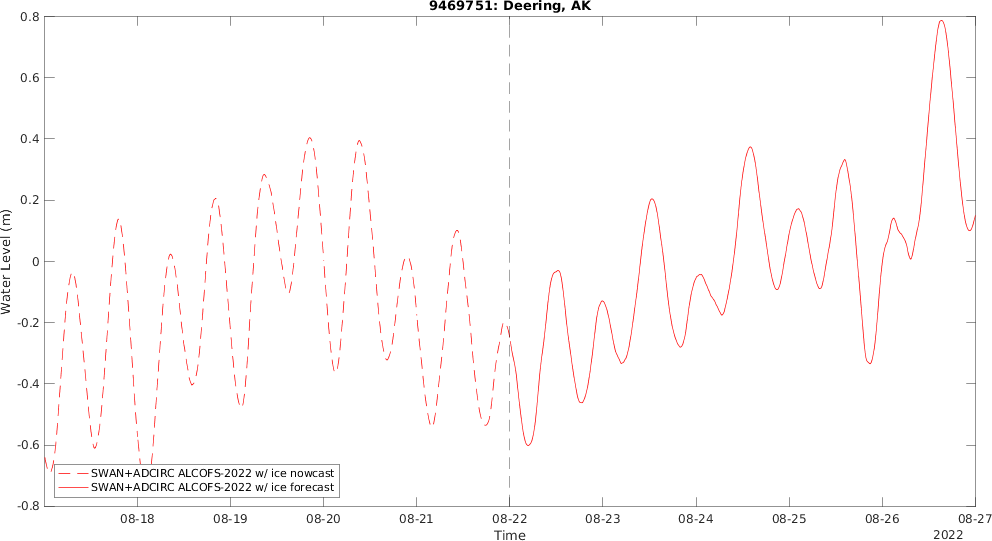 9469751: Deering, AK
0.8
0.6
0.4
0.2
0
-0.2
-0.4
-0.6
-0.8
Water Level (m)
SWAN+ADCIRC ALCOFS-2022 w/ ice nowcast
SWAN+ADCIRC ALCOFS-2022 w/ ice forecast
08-18 08-19 08-20 08-21 08-22 08-23 08-24 08-25 08-26 08-27
Time
2022